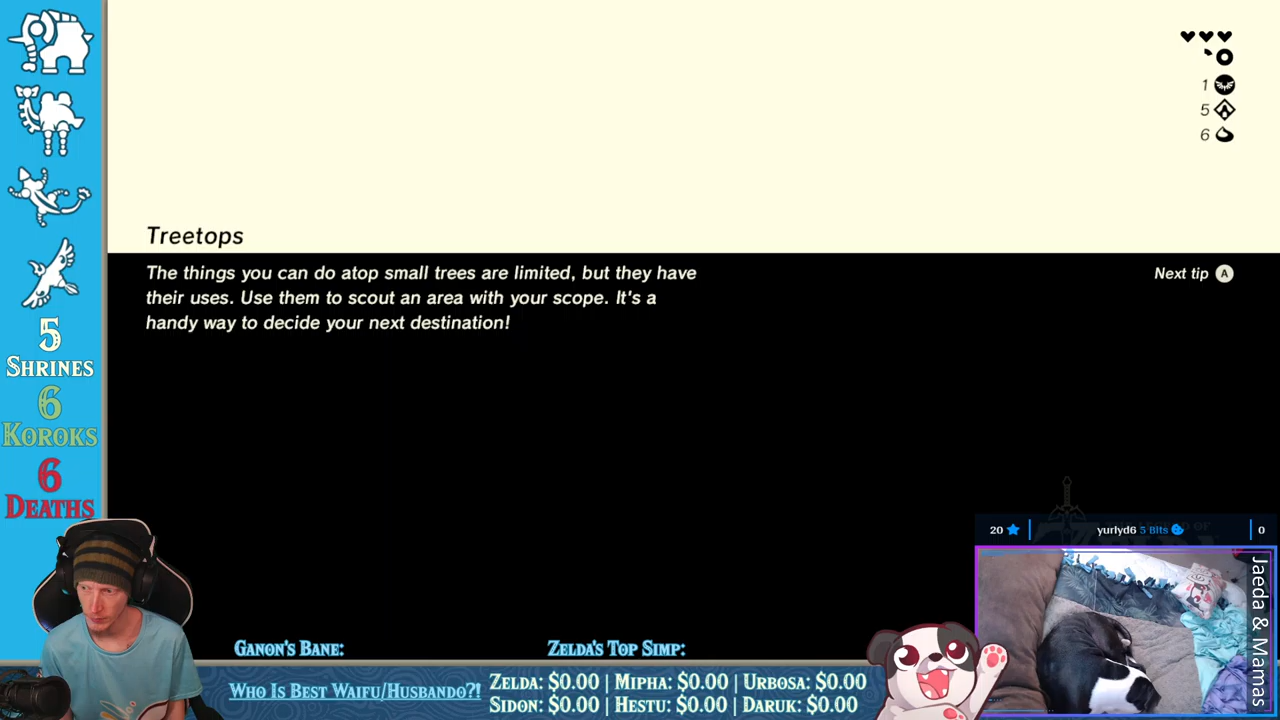 1
5
6
Treetops
The things you can do atop small trees are limited, but they have
their uses. Use them to scout an area with your scope. It's a
handy way to decide your next destination!
Next tip A
5
SHRINES
6
KOROKS
6
DEATHS
20
yurlyd6 5 Bits
0
Jaeda & Mamas
GANON'S BANE:
ZELDA'S TOP SIMP:
WHO IS BEST WAIFU/HUSBANDO?!
ZELDA: $0.00 | MIPHA: $0.00 | URBOSA: $0.00
SIDON: $0.00 | HESTU: $0.00 | DARUK: $0.00